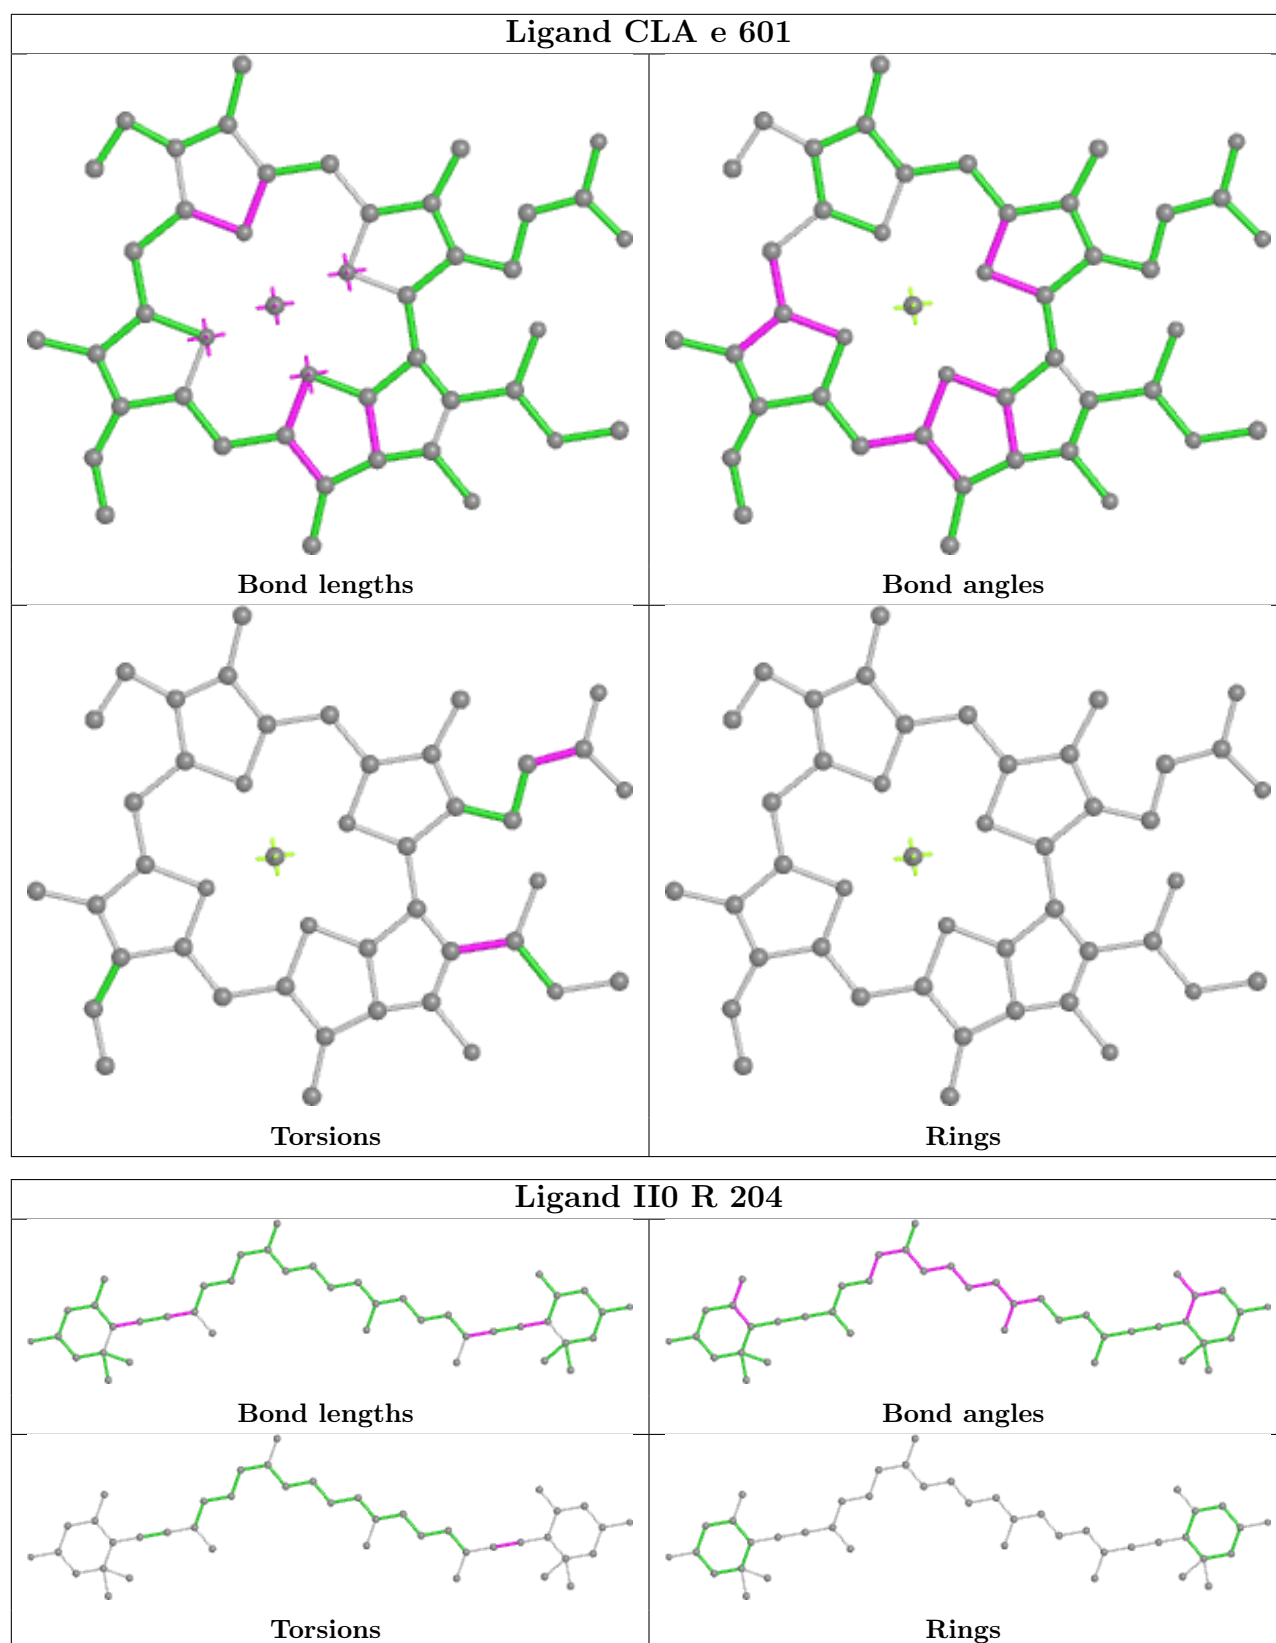 Ligand CLA e 601
Bond lengths
Bond angles
Torsions
Rings
Ligand II0 R 204
Bond lengths
Bond angles
Torsions
Rings